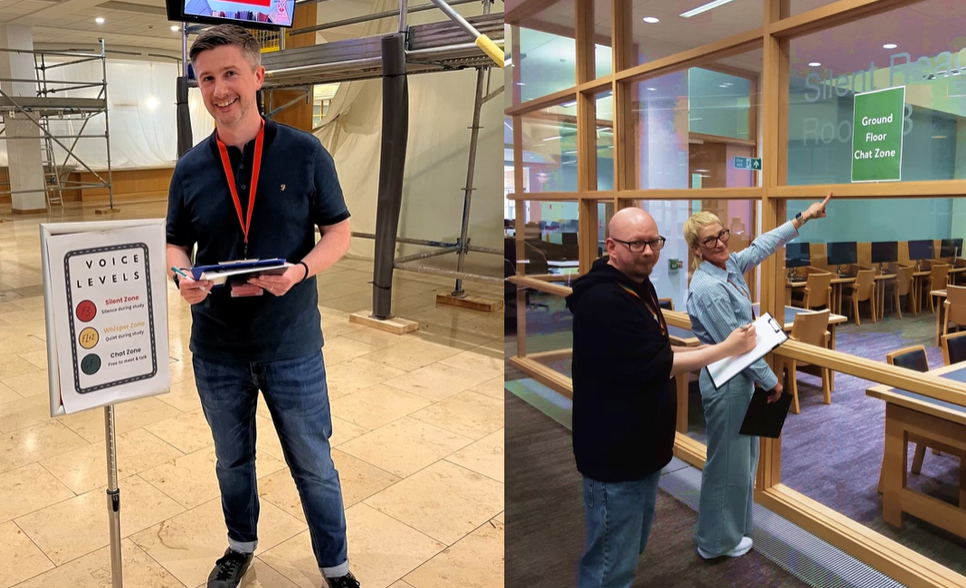 VOICE
LEVELS
Silent Zone
Silence during study
Whisper Zone
Quiet during study
Chat Zone
Free to meet & talk
Silent Read
Roo 3
Ground
Floor
Chat Zone